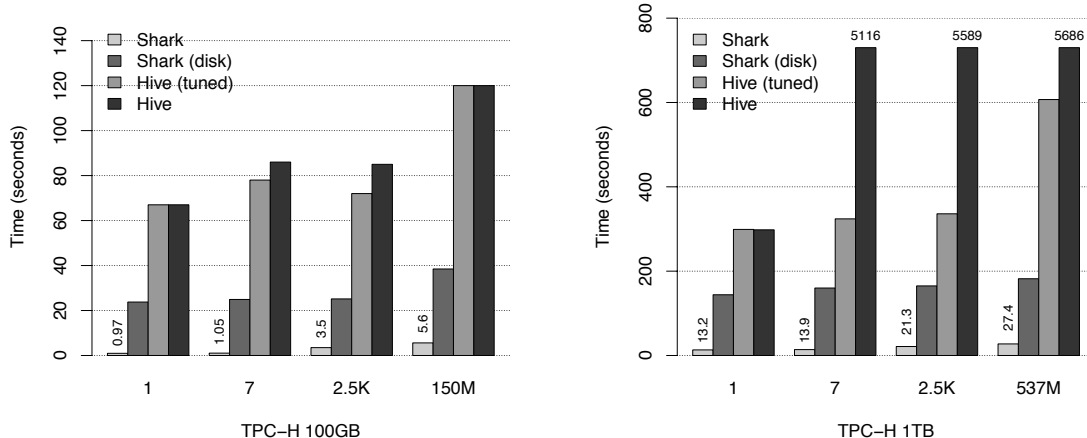 Time (seconds)
0
20
40
60
80
100
120
140
Shark
Shark (disk)
Hive (tuned)
Hive
0.97
1.05
3.5
5.6
1
7
2.5K
150M
TPC-H 100GB
Time (seconds)
0
200
400
600
800
Shark
Shark (disk)
Hive (tuned)
Hive
5116
5589
5686
13.2
13.9
21.3
27.4
1
7
2.5K
537M
TPC-H 1TB